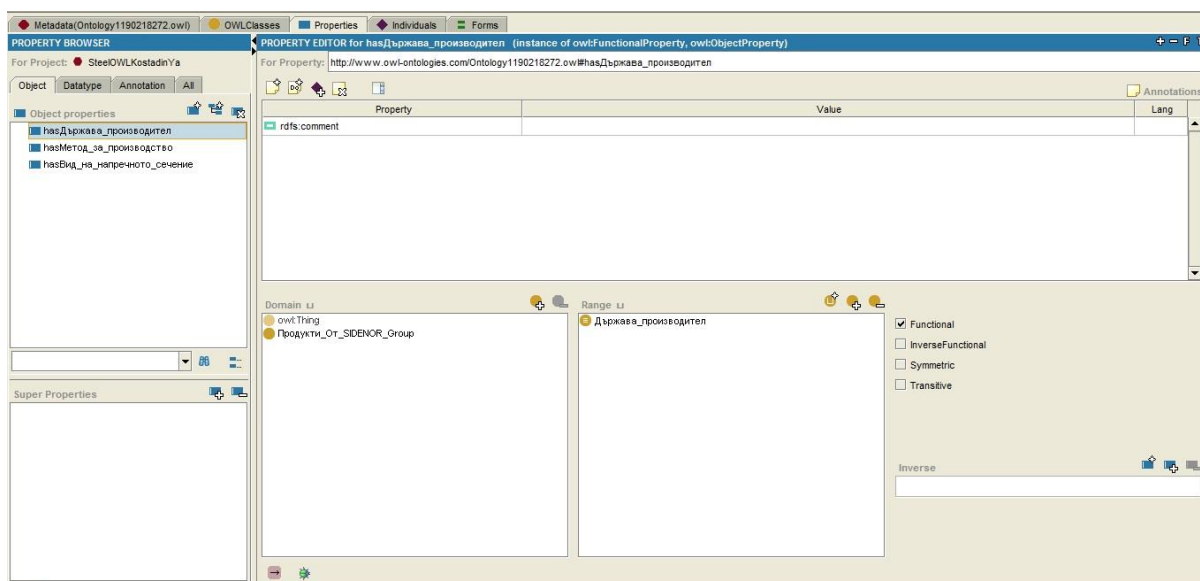 Metadata(Ontology1190218272.owl) OWLClasses Properties Individuals Forms
PROPERTY BROWSER
For Project: SteelOWLKostadinYa
Object Datatype Annotation All
Object properties
hasДържава_производител
hasМетод_за_производство
hasВид_на_напречното_сечение
Super Properties
PROPERTY EDITOR for hasДържава_производител (instance of owl:FunctionalProperty, owl:ObjectProperty)
For Property: http://www.owl-ontologies.com/Ontology1190218272.owl#hasДържава_производител
Annotations
Property Value Lang
rdfs:comment
Domain
owl:Thing
Продукти_От_SIDENOR_Group
Range
Държава_производител
Functional
InverseFunctional
Symmetric
Transitive
Inverse